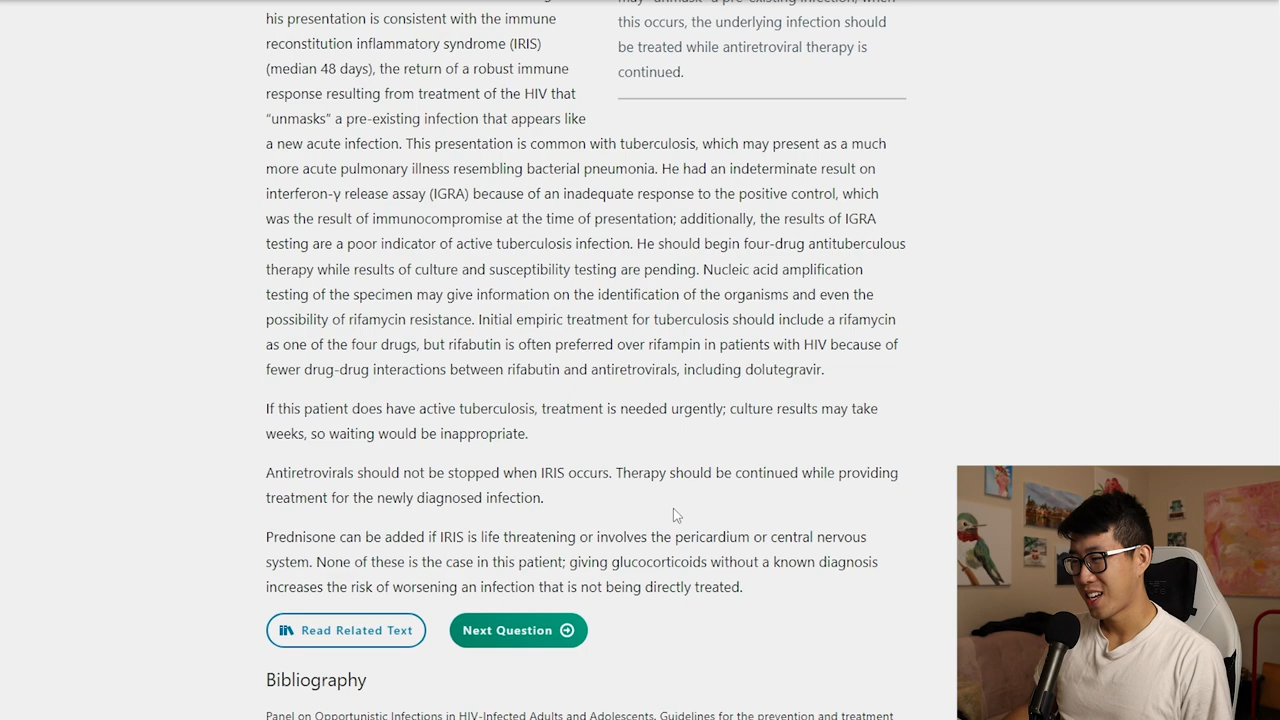 his presentation is consistent with the immune
reconstitution inflammatory syndrome (IRIS)
(median 48 days), the return of a robust immune
response resulting from treatment of the HIV that
“unmasks” a pre-existing infection that appears like
a new acute infection. This presentation is common with tuberculosis, which may present as a much
more acute pulmonary illness resembling bacterial pneumonia. He had an indeterminate result on
interferon-γ release assay (IGRA) because of an inadequate response to the positive control, which
was the result of immunocompromise at the time of presentation; additionally, the results of IGRA
testing are a poor indicator of active tuberculosis infection. He should begin four-drug antituberculous
therapy while results of culture and susceptibility testing are pending. Nucleic acid amplification
testing of the specimen may give information on the identification of the organisms and even the
possibility of rifamycin resistance. Initial empiric treatment for tuberculosis should include a rifamycin
as one of the four drugs, but rifabutin is often preferred over rifampin in patients with HIV because of
fewer drug-drug interactions between rifabutin and antiretrovirals, including dolutegravir.
If this patient does have active tuberculosis, treatment is needed urgently; culture results may take
weeks, so waiting would be inappropriate.
Antiretrovirals should not be stopped when IRIS occurs. Therapy should be continued while providing
treatment for the newly diagnosed infection.
Prednisone can be added if IRIS is life threatening or involves the pericardium or central nervous
system. None of these is the case in this patient; giving glucocorticoids without a known diagnosis
increases the risk of worsening an infection that is not being directly treated.
may “unmask” a pre-existing infection; when
this occurs, the underlying infection should
be treated while antiretroviral therapy is
continued.
Read Related Text
Next Question
Bibliography
Panel on Opportunistic Infections in HIV-Infected Adults and Adolescents. Guidelines for the prevention and treatment